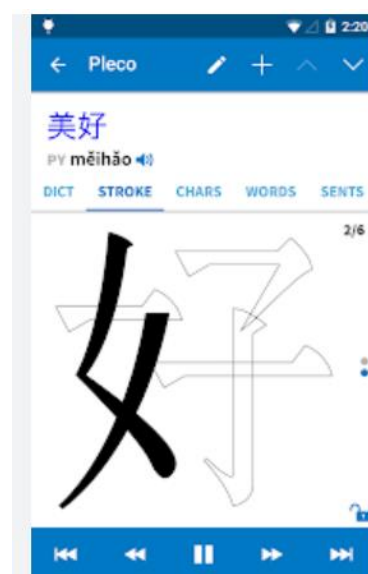 2:20
Pleco
美好
PY měihǎo
DICT STROKE CHARS WORDS SENTS
2/6
好